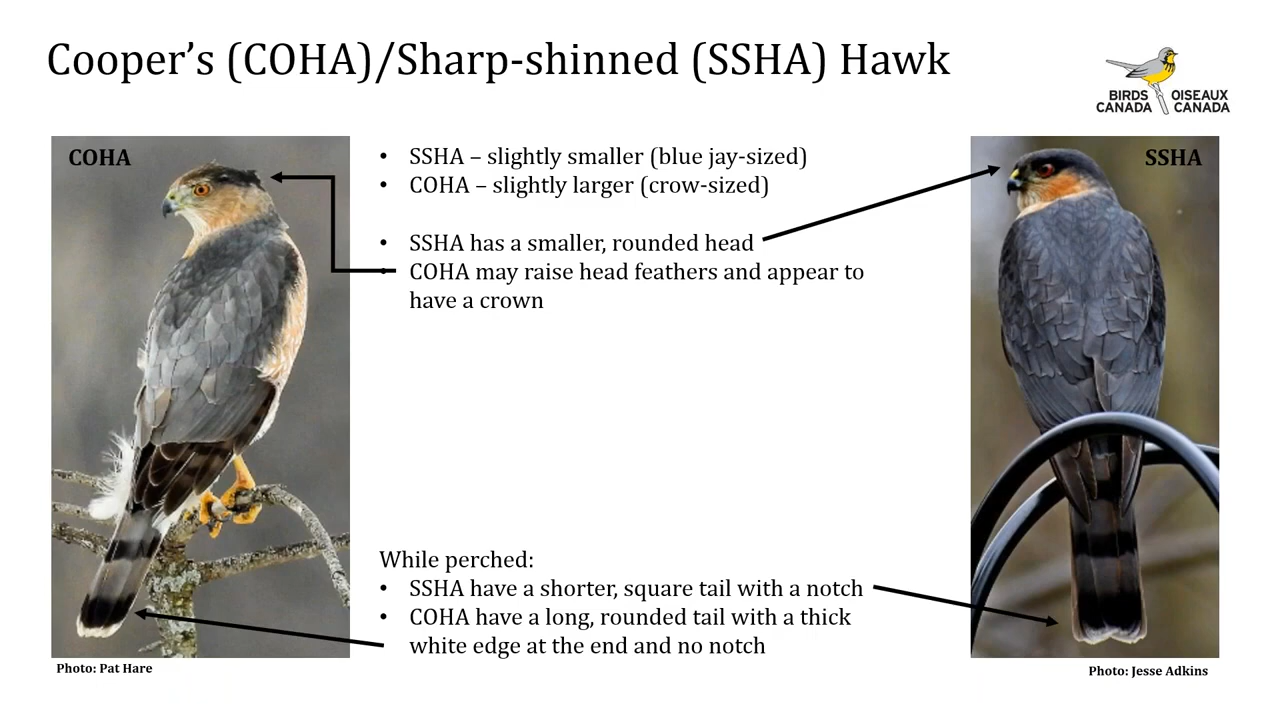 Cooper’s (COHA)/Sharp-shinned (SSHA) Hawk
BIRDS CANADA
OISEAUX CANADA
COHA
• SSHA – slightly smaller (blue jay-sized)
• COHA – slightly larger (crow-sized)
• SSHA has a smaller, rounded head
• COHA may raise head feathers and appear to
have a crown
SSHA
While perched:
• SSHA have a shorter, square tail with a notch
• COHA have a long, rounded tail with a thick
white edge at the end and no notch
Photo: Pat Hare
Photo: Jesse Adkins